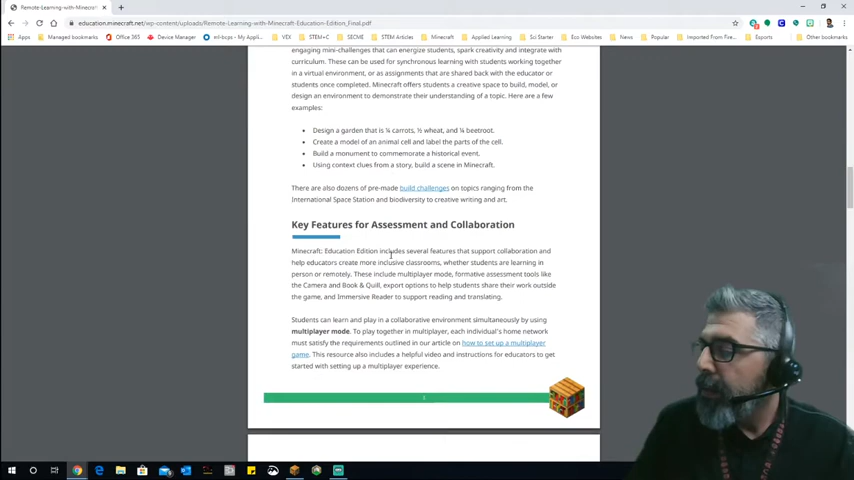 Remote-Learning-with-Minecra
education.minecraft.net/wp-content/uploads/Remote-Learning-with-Minecraft-Education-Edition_Final.pdf
Apps Managed bookmarks Office 365 Device Manager STEM+C SECME STEM Articles Minecraft Applied Learning Sci Starter Eco Websites News Popular Imported From Esports Other bookmarks
engaging mini-challenges that can energize students, spark creativity and integrate with
curriculum. These can be used for synchronous learning with students working together
in a virtual environment, or as assignments that are shared back with the educator or
students once completed. Minecraft offers students a creative space to build, model, or
design an environment to demonstrate their understanding of a topic. Here are a few
examples:
• Design a garden that is ¼ carrots, ½ wheat, and ¼ beetroot.
• Create a model of an animal cell and label the parts of the cell.
• Build a monument to commemorate a historical event.
• Using context clues from a story, build a scene in Minecraft.
There are also dozens of pre-made build challenges on topics ranging from the
International Space Station and biodiversity to creative writing and art.
Key Features for Assessment and Collaboration
Minecraft: Education Edition includes several features that support collaboration and
help educators create more inclusive classrooms, whether students are learning in
person or remotely. These include multiplayer mode, formative assessment tools like
the Camera and Book & Quill, export options to help students share their work outside
the game, and Immersive Reader to support reading and translating.
Students can learn and play in a collaborative environment simultaneously by using
multiplayer mode. To play together in multiplayer, each individual's home network
must satisfy the requirements outlined in our article on how to set up a multiplayer
game. This resource also includes a helpful video and instructions for educators to get
started with setting up a multiplayer experience.